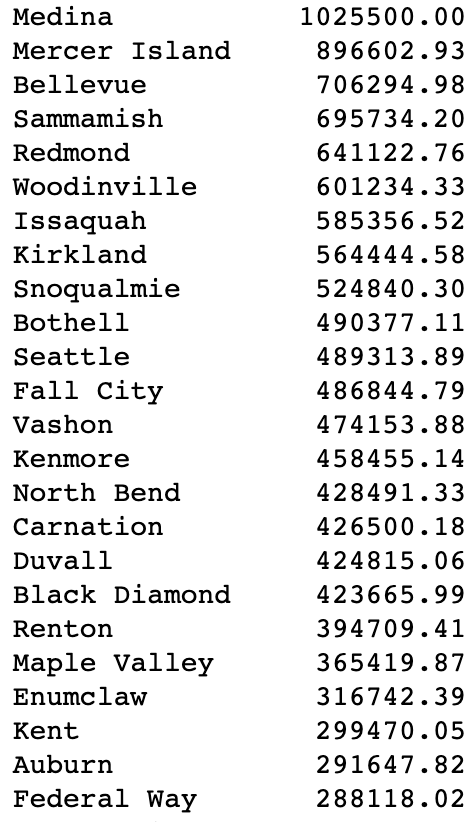 Medina 1025500.00
Mercer Island 896602.93
Bellevue 706294.98
Sammamish 695734.20
Redmond 641122.76
Woodinville 601234.33
Issaquah 585356.52
Kirkland 564444.58
Snoqualmie 524840.30
Bothell 490377.11
Seattle 489313.89
Fall City 486844.79
Vashon 474153.88
Kenmore 458455.14
North Bend 428491.33
Carnation 426500.18
Duvall 424815.06
Black Diamond 423665.99
Renton 394709.41
Maple Valley 365419.87
Enumclaw 316742.39
Kent 299470.05
Auburn 291647.82
Federal Way 288118.02